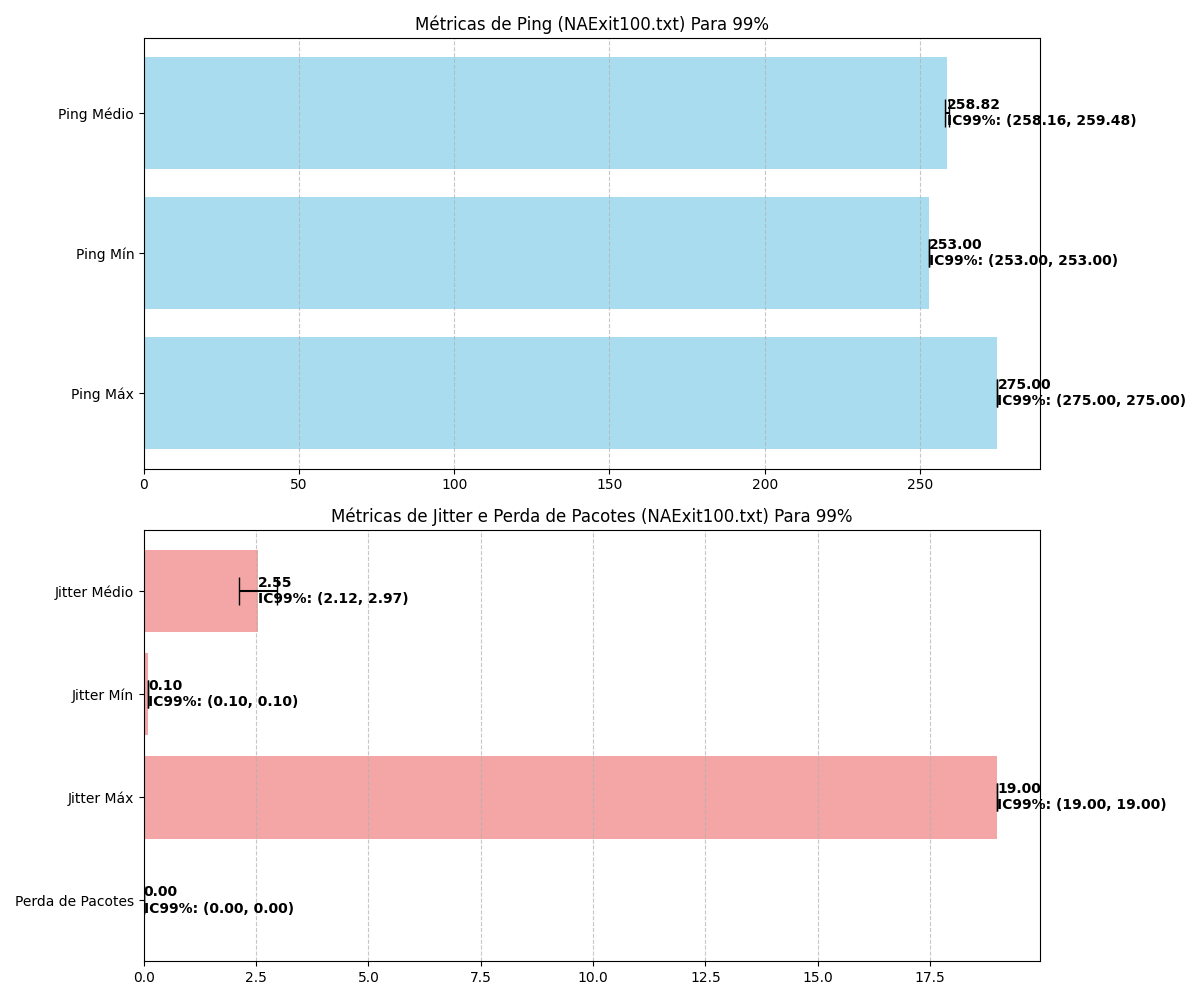 Métricas de Ping (NAExit100.txt) Para 99%
Ping Médio
258.82
IC99%: (258.16, 259.48)
Ping Mín
253.00
IC99%: (253.00, 253.00)
Ping Máx
275.00
IC99%: (275.00, 275.00)
0 50 100 150 200 250
Métricas de Jitter e Perda de Pacotes (NAExit100.txt) Para 99%
Jitter Médio
2.55
IC99%: (2.12, 2.97)
Jitter Mín
0.10
IC99%: (0.10, 0.10)
Jitter Máx
19.00
IC99%: (19.00, 19.00)
Perda de Pacotes
0.00
IC99%: (0.00, 0.00)
0.0 2.5 5.0 7.5 10.0 12.5 15.0 17.5